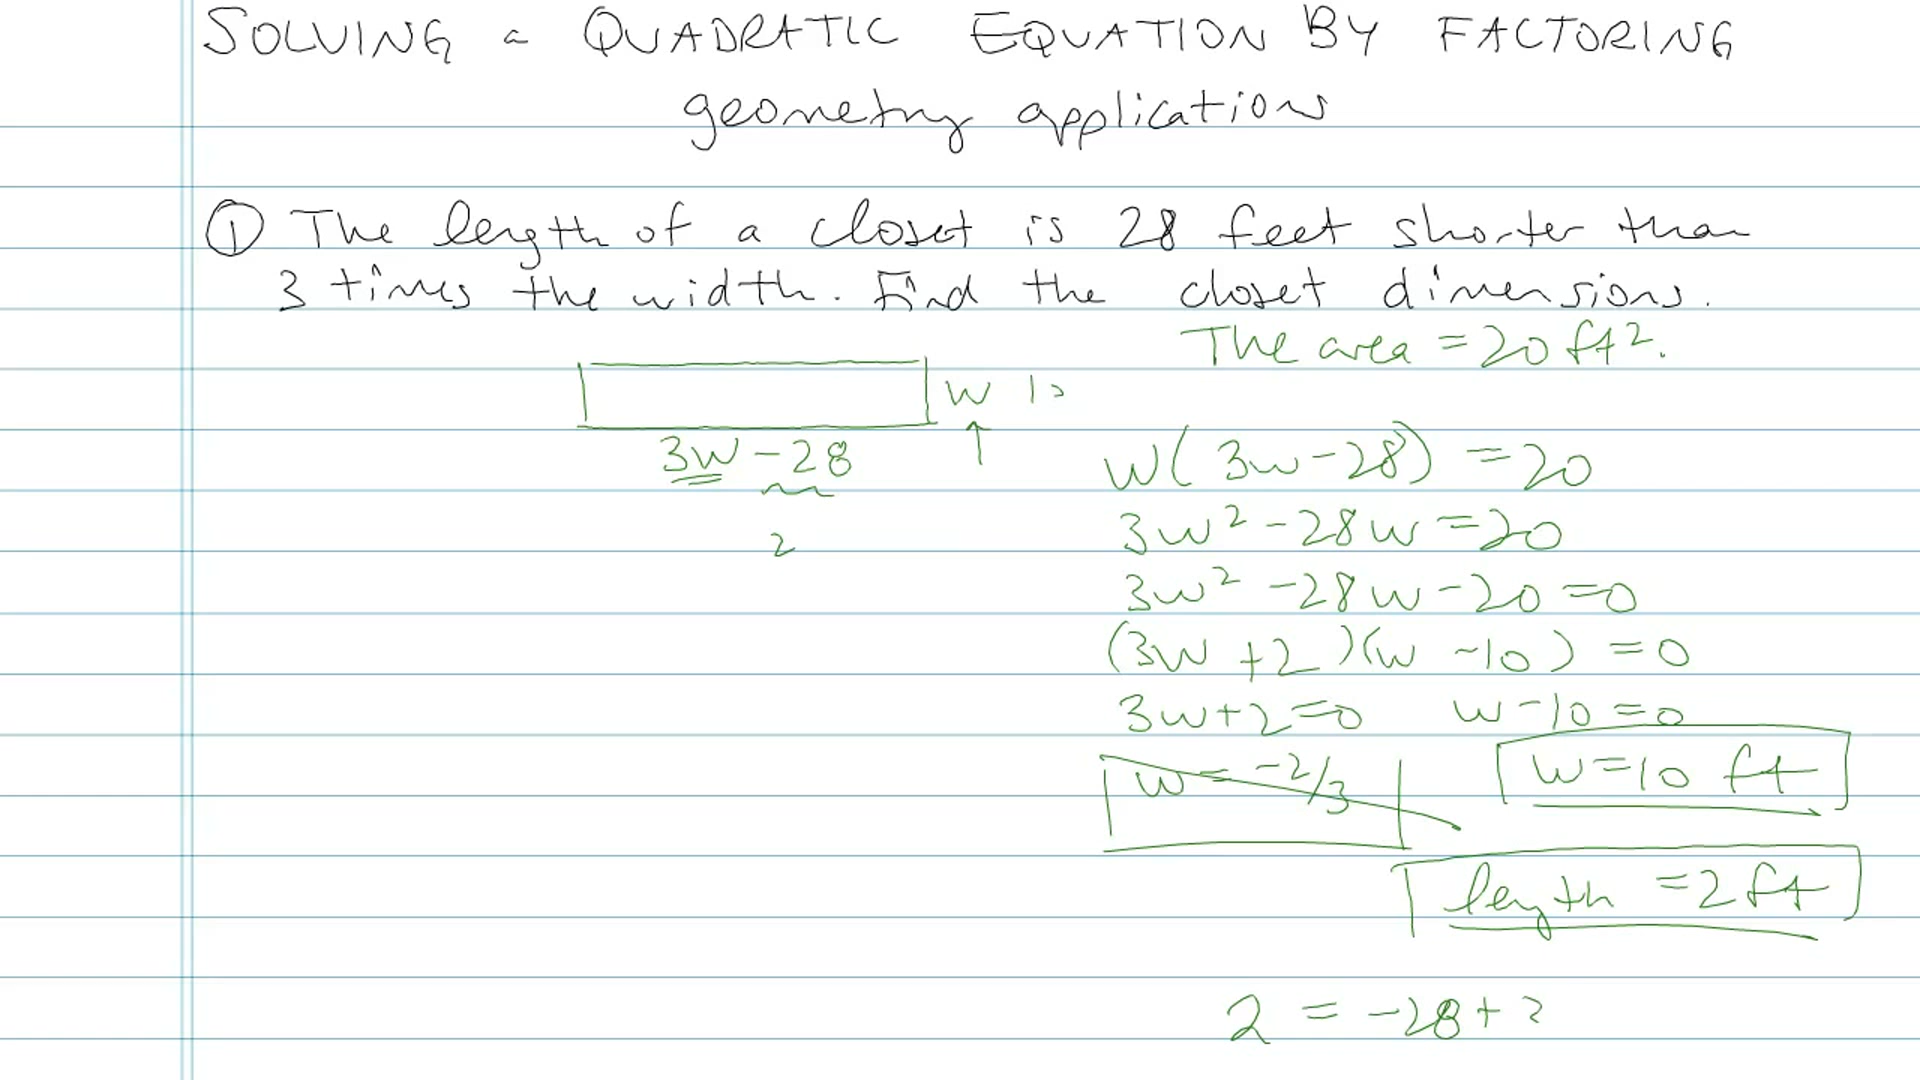 SOLVING a QUADRATIC EQUATION BY FACTORING
geometry applications
① The length of a closet is 28 feet shorter than
3 times the width. Find the closet dimensions.
The area = 20 ft².
W
3w - 28
2
W(3w-28) = 20
3w² - 28w = 20
3w² - 28w - 20 = 0
(3w + 2)(w - 10) = 0
3w + 2 = 0 w - 10 = 0
w = -2/3 w = 10 ft
length = 2 ft
2 = -28 +